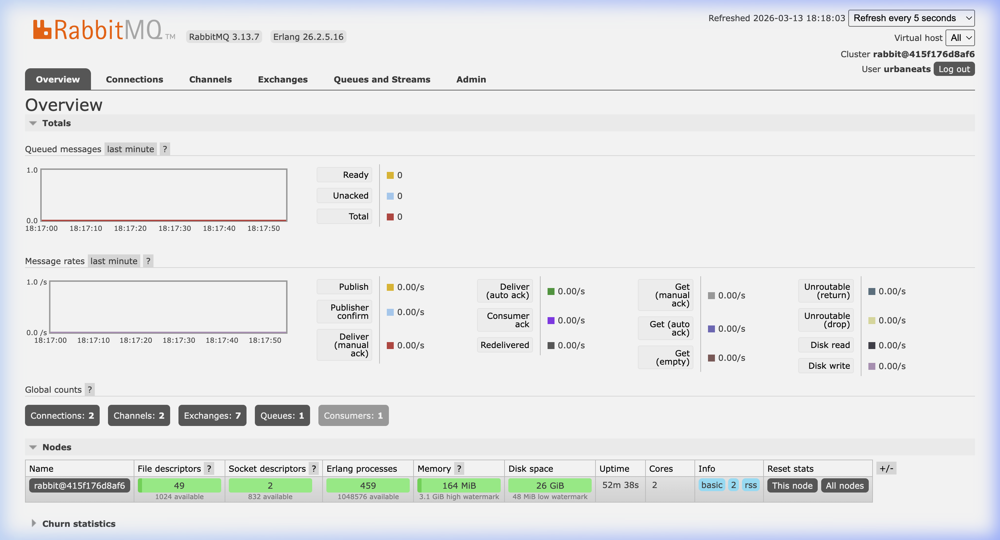 RabbitMQ TM
RabbitMQ 3.13.7
Erlang 26.2.5.16
Refreshed 2026-03-13 18:18:03
Refresh every 5 seconds
Virtual host
All
Cluster rabbit@415f176d8af6
User urbaneats
Log out
Overview
Connections
Channels
Exchanges
Queues and Streams
Admin
Overview
Totals
Queued messages last minute ?
1.0
0.0
18:17:00 18:17:10 18:17:20 18:17:30 18:17:40 18:17:50
Ready 0
Unacked 0
Total 0
Message rates last minute ?
1.0 /s
0.0 /s
18:17:00 18:17:10 18:17:20 18:17:30 18:17:40 18:17:50
Publish 0.00/s
Publisher
confirm 0.00/s
Deliver
(manual
ack) 0.00/s
Deliver
(auto ack) 0.00/s
Consumer
ack 0.00/s
Redelivered 0.00/s
Get
(manual
ack) 0.00/s
Get (auto
ack) 0.00/s
Get
(empty) 0.00/s
Unroutable
(return) 0.00/s
Unroutable
(drop) 0.00/s
Disk read 0.00/s
Disk write 0.00/s
Global counts ?
Connections: 2
Channels: 2
Exchanges: 7
Queues: 1
Consumers: 1
Nodes
Name File descriptors ? Socket descriptors ? Erlang processes Memory ? Disk space Uptime Cores Info Reset stats +/-
rabbit@415f176d8af6 49 2 459 164 MiB 26 GiB 52m 38s 2 basic 2 rss This node All nodes
1024 available 832 available 1048576 available 3.1 GiB high watermark 48 MiB low watermark
Churn statistics